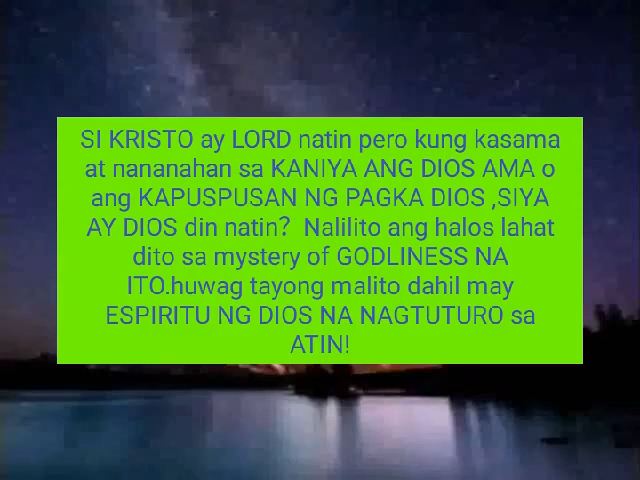 SI KRISTO ay LORD natin pero kung kasama
at nananahan sa KANIYA ANG DIOS AMA o
ang KAPUSPUSAN NG PAGKA DIOS ,SIYA
AY DIOS din natin? Nalilito ang halos lahat
dito sa mystery of GODLINESS NA
ITO.huwag tayong malito dahil may
ESPIRITU NG DIOS NA NAGTUTURO sa
ATIN!